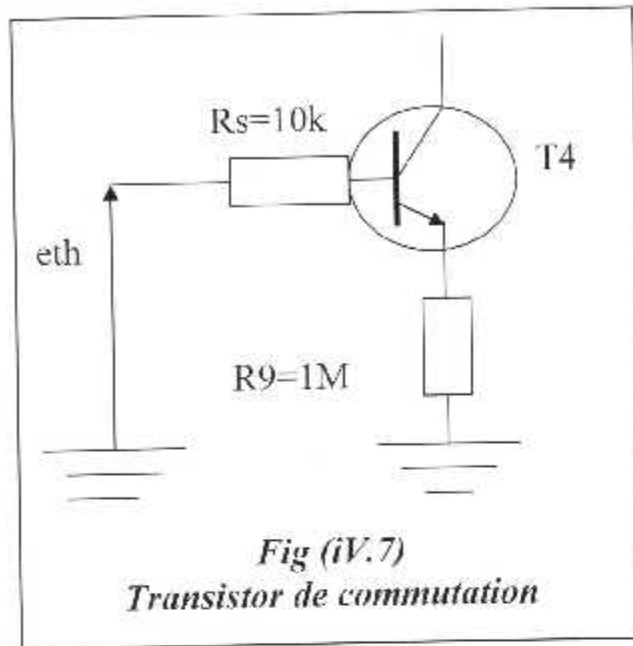 Rs=10k
T4
eth
R9=1M
Fig (iV.7)
Transistor de commutation